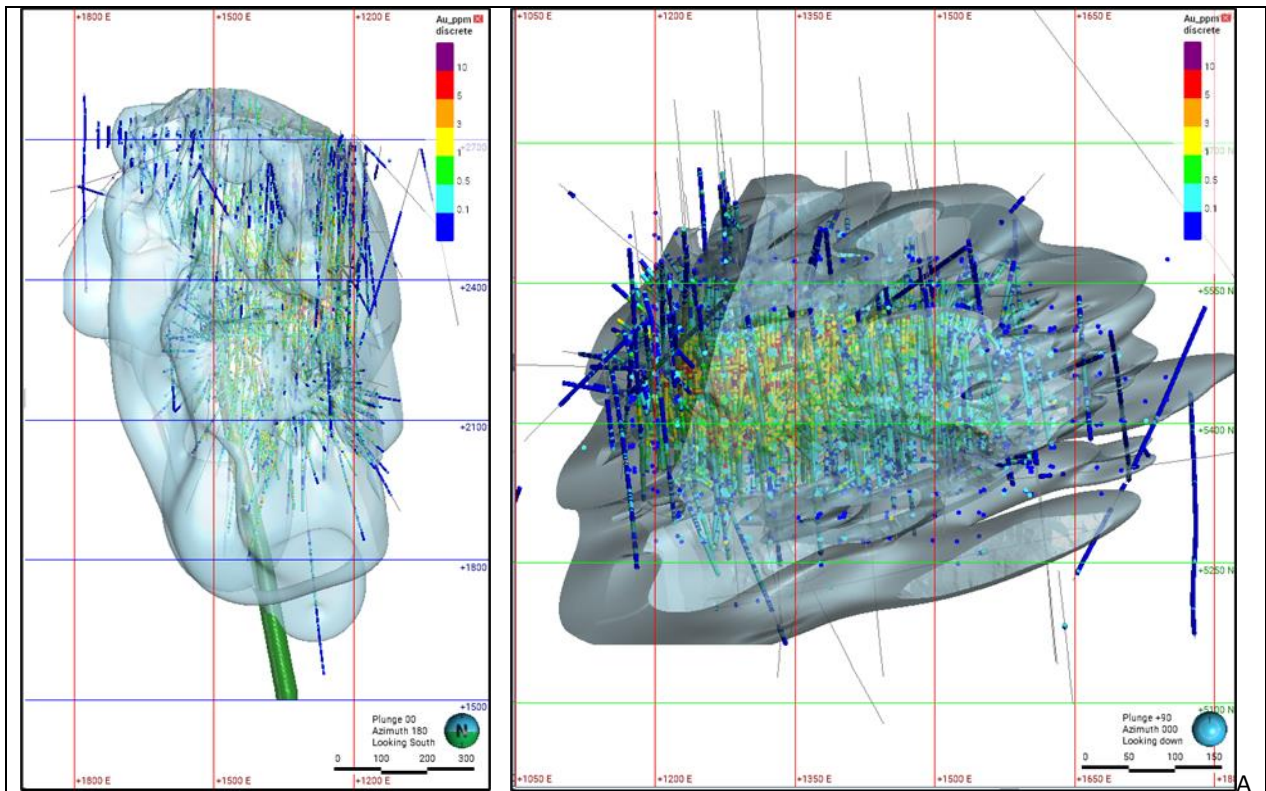 +1800 E
+1500 E
+1200 E
Au_ppm
discrete
10
5
3
1
0.5
0.1
+2700
+2400
+2100
+1800
+1500
Plunge 00
Azimuth 180
Looking South
N
0 100 200 300
+1800 E
+1500 E
+1200 E
+1050 E
+1200 E
+1350 E
+1500 E
+1650 E
Au_ppm
discrete
10
5
3
1
0.5
0.1
+5550 N
+5400 N
+5250 N
+5100 N
Plunge +90
Azimuth 000
Looking down
0 50 100 150
+1050 E
+1200 E
+1350 E
+1500 E
+1650 E
A